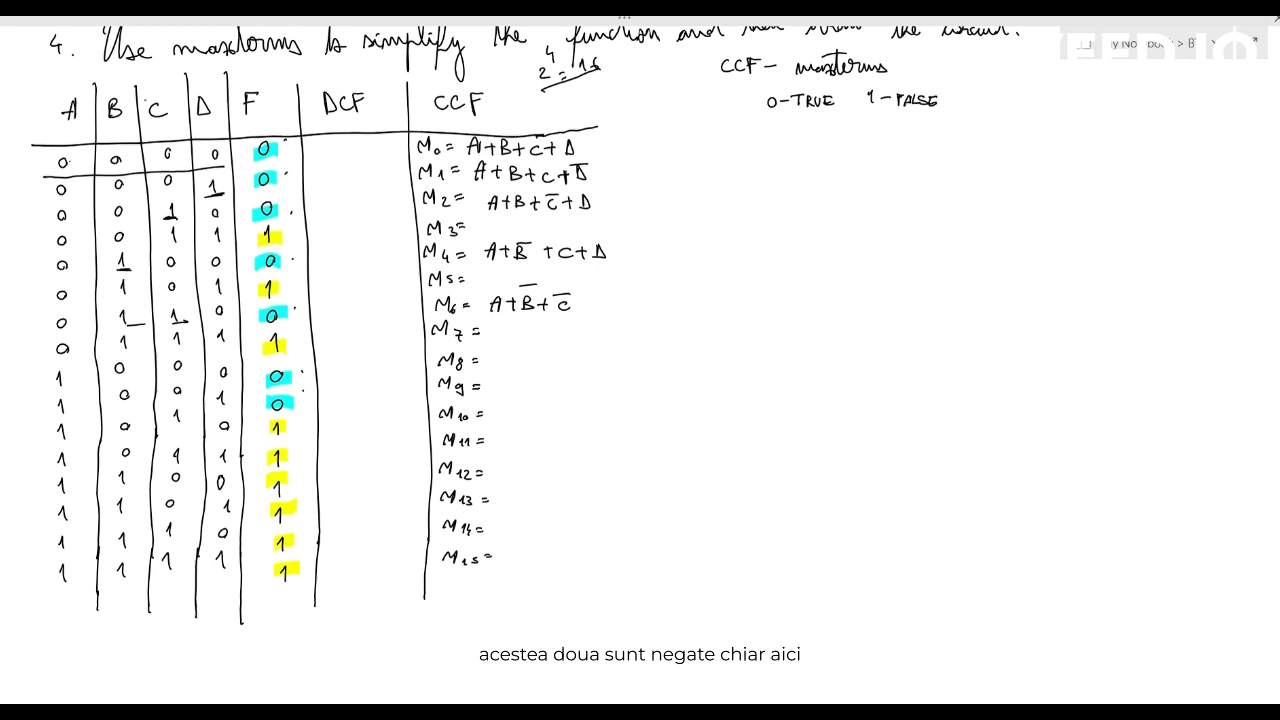 4. Use maxterms to simplify the function and then draw the circuit.
2⁴ = 16
CCF - maxterms
0-TRUE 1-FALSE
A B C D F DCF CCF
0 0 0 0 0 M0 = A+B+C+D
0 0 0 1 0 M1 = A+B+C+D̅
0 0 1 0 0 M2 = A+B+C̅+D
0 0 1 1 1 M3=
0 1 0 0 0 M4 = A+B̅+C+D
0 1 0 1 1 M5=
0 1 1 0 0 M6= A+B̅+C̅
0 1 1 1 1 M7 =
1 0 0 0 0 M8 =
1 0 0 1 0 M9 =
1 0 1 0 1 M10 =
1 0 1 1 1 M11 =
1 1 0 0 1 M12 =
1 1 0 1 1 M13 =
1 1 1 0 1 M14 =
1 1 1 1 1 M15 =
acestea doua sunt negate chiar aici